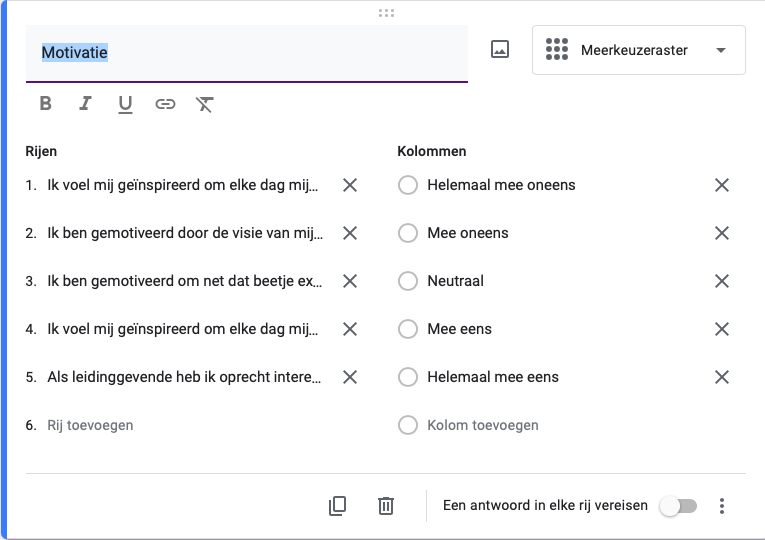 Motivatie
Meerkeuzeraster
B I U
Rijen
Kolommen
1. Ik voel mij geïnspireerd om elke dag mij...
Helemaal mee oneens
2. Ik ben gemotiveerd door de visie van mij...
Mee oneens
3. Ik ben gemotiveerd om net dat beetje ex...
Neutraal
4. Ik voel mij geïnspireerd om elke dag mij...
Mee eens
5. Als leidinggevende heb ik oprecht intere...
Helemaal mee eens
6. Rij toevoegen
Kolom toevoegen
Een antwoord in elke rij vereisen